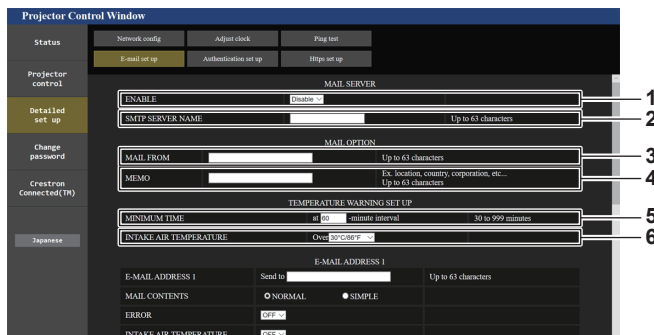 Projector Control Window
Status
Network config Adjust clock Ping test
E-mail set up Authentication set up Https set up
Projector control
Detailed set up
Change password
Crestron Connected(TM)
Japanese
MAIL SERVER
ENABLE Disable 1
SMTP SERVER NAME Up to 63 characters 2
MAIL OPTION
MAIL FROM Up to 63 characters 3
MEMO Ex. location, country, corporation, etc... 4
Up to 63 characters
TEMPERATURE WARNING SET UP
MINIMUM TIME at 60 -minute interval 30 to 999 minutes 5
INTAKE AIR TEMPERATURE Over 30°C/86°F 6
E-MAIL ADDRESS 1
E-MAIL ADDRESS 1 Send to Up to 63 characters
MAIL CONTENTS NORMAL SIMPLE
ERROR OFF
INTAKE AIR TEMPERATURE OFF